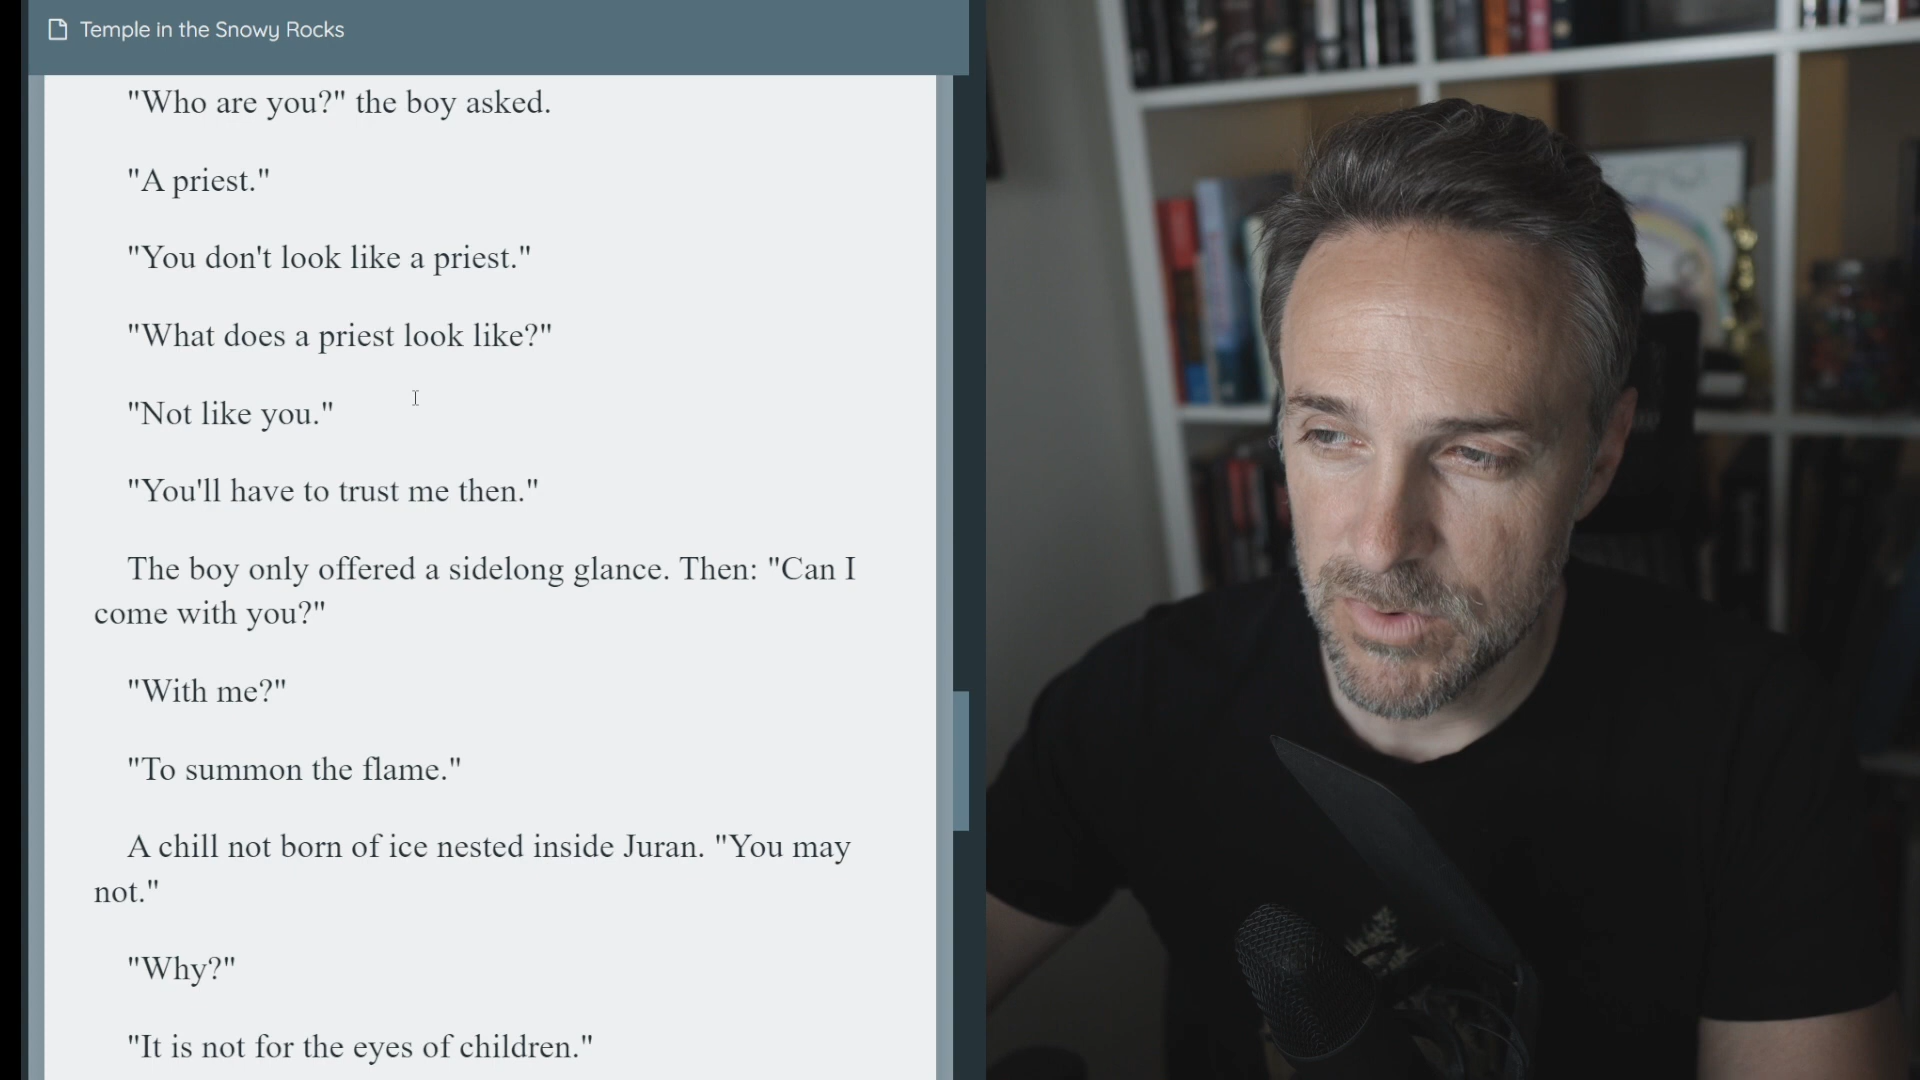 Temple in the Snowy Rocks
"Who are you?" the boy asked.
"A priest."
"You don't look like a priest."
"What does a priest look like?"
"Not like you."
"You'll have to trust me then."
The boy only offered a sidelong glance. Then: "Can I
come with you?"
"With me?"
"To summon the flame."
A chill not born of ice nested inside Juran. "You may
not."
"Why?"
"It is not for the eyes of children."